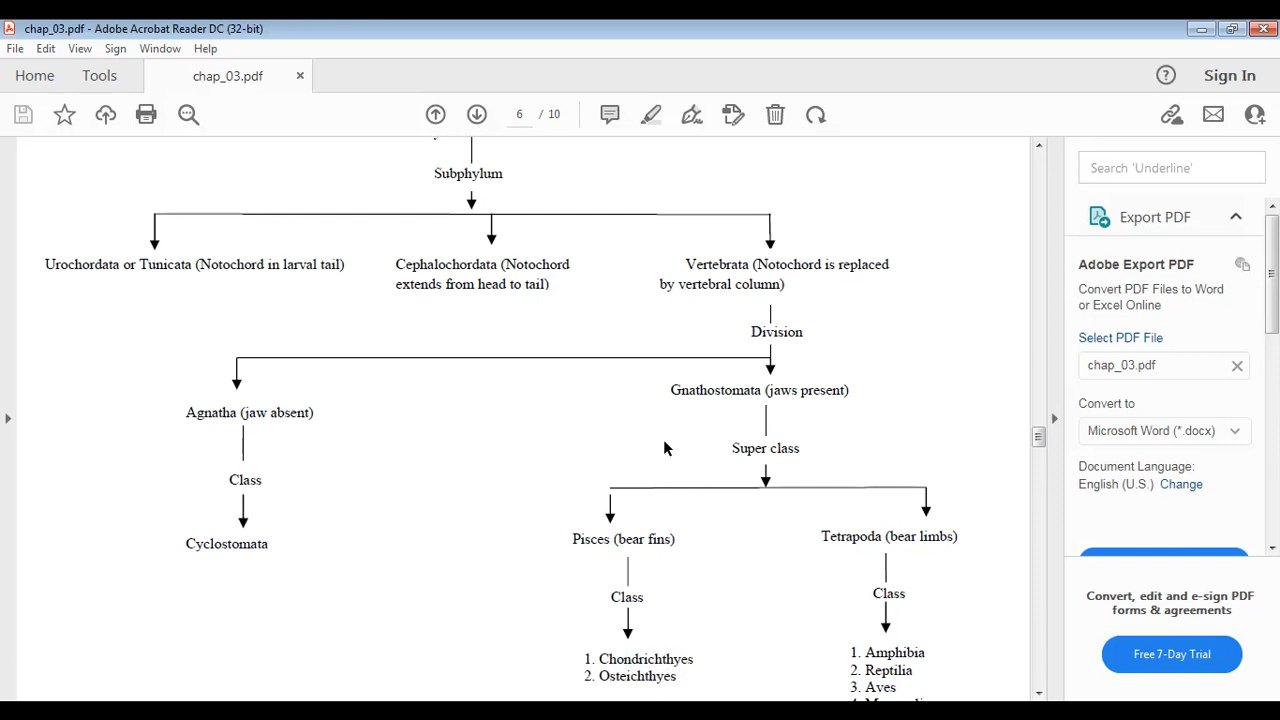 chap_03.pdf - Adobe Acrobat Reader DC (32-bit)
File Edit View Sign Window Help
Home Tools chap_03.pdf × Sign In
6 / 10
Subphylum
Urochordata or Tunicata (Notochord in larval tail)
Cephalochordata (Notochord
extends from head to tail)
Vertebrata (Notochord is replaced
by vertebral column)
Division
Agnatha (jaw absent)
Gnathostomata (jaws present)
Class
Super class
Cyclostomata
Pisces (bear fins)
Tetrapoda (bear limbs)
Class
Class
1. Chondrichthyes
2. Osteichthyes
1. Amphibia
2. Reptilia
3. Aves
Search 'Underline'
Export PDF
Adobe Export PDF
Convert PDF Files to Word
or Excel Online
Select PDF File
chap_03.pdf
Convert to
Microsoft Word (*.docx)
Document Language:
English (U.S.) Change
Convert, edit and e-sign PDF
forms & agreements
Free 7-Day Trial